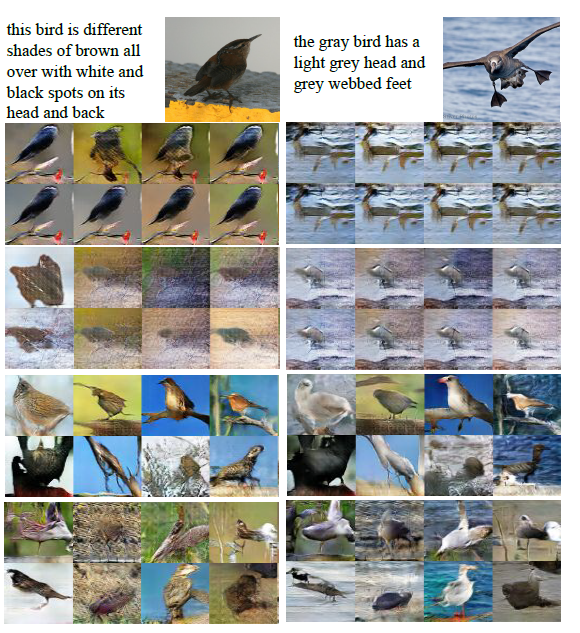 this bird is different
shades of brown all
over with white and
black spots on its
head and back
the gray bird has a
light grey head and
grey webbed feet